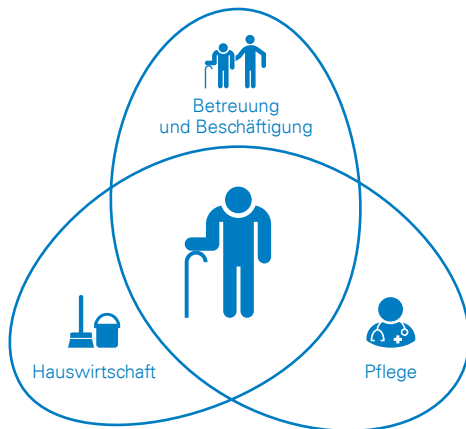 Betreuung
und Beschäftigung
Hauswirtschaft
Pflege